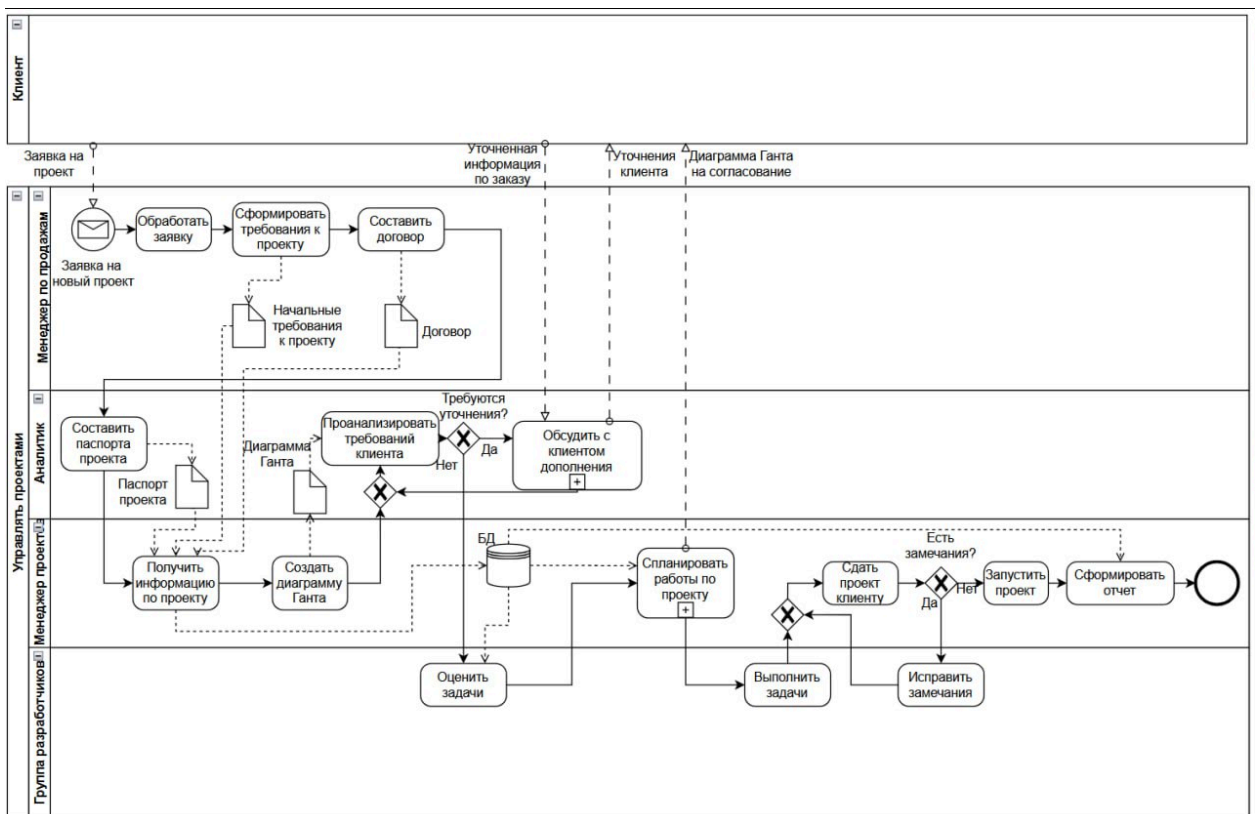 Клиент
Заявка на
проект
Уточненная
информация
по заказу
Уточнения
клиента
Диаграмма Ганта
на согласование
Управлять проектами
Менеджер по продажам
Заявка на
новый проект
Обработать
заявку
Сформировать
требования к
проекту
Составить
договор
Начальные
требования
к проекту
Договор
Аналитик
Составить
паспорта
проекта
Паспорт
проекта
Диаграмма
Ганта
Проанализировать
требований
клиента
Требуются
уточнения?
Да
Нет
Обсудить с
клиентом
дополнения
Менеджер проектов
Получить
информацию
по проекту
Создать
диаграмму
Ганта
БД
Спланировать
работы по
проекту
Сдать
проект
клиенту
Есть
замечания?
Да
Нет
Запустить
проект
Сформировать
отчет
Группа разработчиков
Оценить
задачи
Выполнить
задачи
Исправить
замечания